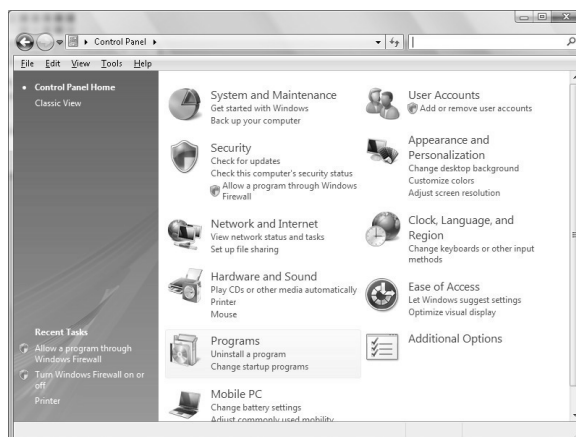 Control Panel
File Edit View Tools Help
Control Panel Home
Classic View
System and Maintenance
Get started with Windows
Back up your computer
Security
Check for updates
Check this computer's security status
Allow a program through Windows
Firewall
Network and Internet
View network status and tasks
Set up file sharing
Hardware and Sound
Play CDs or other media automatically
Printer
Mouse
Programs
Uninstall a program
Change startup programs
Mobile PC
Change battery settings
Adjust commonly used mobility
User Accounts
Add or remove user accounts
Appearance and
Personalization
Change desktop background
Customize colors
Adjust screen resolution
Clock, Language, and
Region
Change keyboards or other input
methods
Ease of Access
Let Windows suggest settings
Optimize visual display
Additional Options
Recent Tasks
Allow a program through
Windows Firewall
Turn Windows Firewall on or
off
Printer